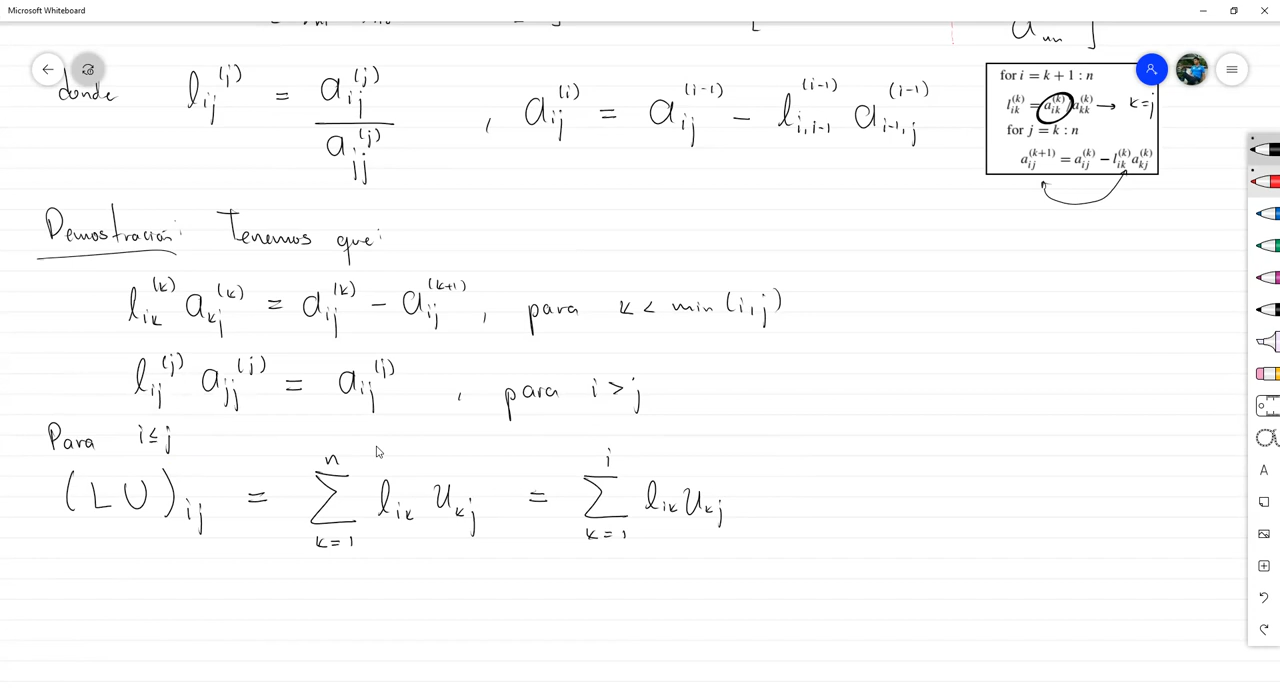 Microsoft Whiteboard
a_{nn} ]
donde l_{ij}^{(j)} = a_{ij}^{(j)} / a_{jj}^{(j)} , a_{ij}^{(i)} = a_{ij}^{(i-1)} - l_{i,i-1}^{(i-1)} a_{i-1,j}^{(i-1)}
for i = k + 1 : n
l_{ik}^{(k)} = a_{ik}^{(k)} / a_{kk}^{(k)} → k=j
for j = k : n
a_{ij}^{(k+1)} = a_{ij}^{(k)} − l_{ik}^{(k)} a_{kj}^{(k)}
Demostración: Tenemos que:
l_{ik}^{(k)} a_{kj}^{(k)} = a_{ij}^{(k)} - a_{ij}^{(k+1)} , para k < min(i,j)
l_{ij}^{(j)} a_{jj}^{(j)} = a_{ij}^{(j)} , para i > j
Para i ≤ j
(LU)_{ij} = \sum_{k=1}^{n} l_{ik} u_{kj} = \sum_{k=1}^{i} l_{ik} u_{kj}